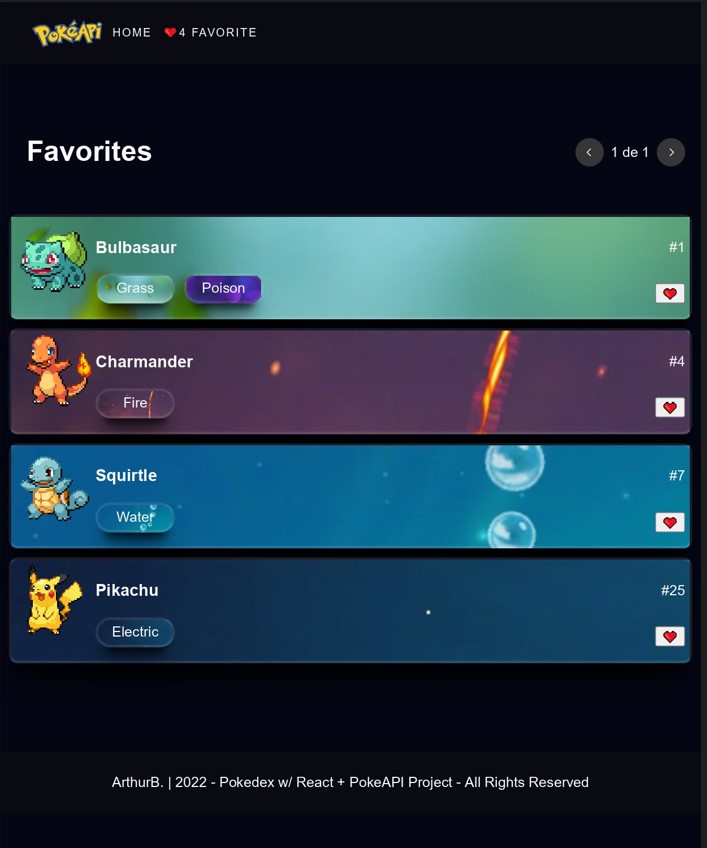 PokéApi
HOME
4 FAVORITE
Favorites
1 de 1
Bulbasaur
#1
Grass
Poison
Charmander
#4
Fire
Squirtle
#7
Water
Pikachu
#25
Electric
ArthurB. | 2022 - Pokedex w/ React + PokeAPI Project - All Rights Reserved